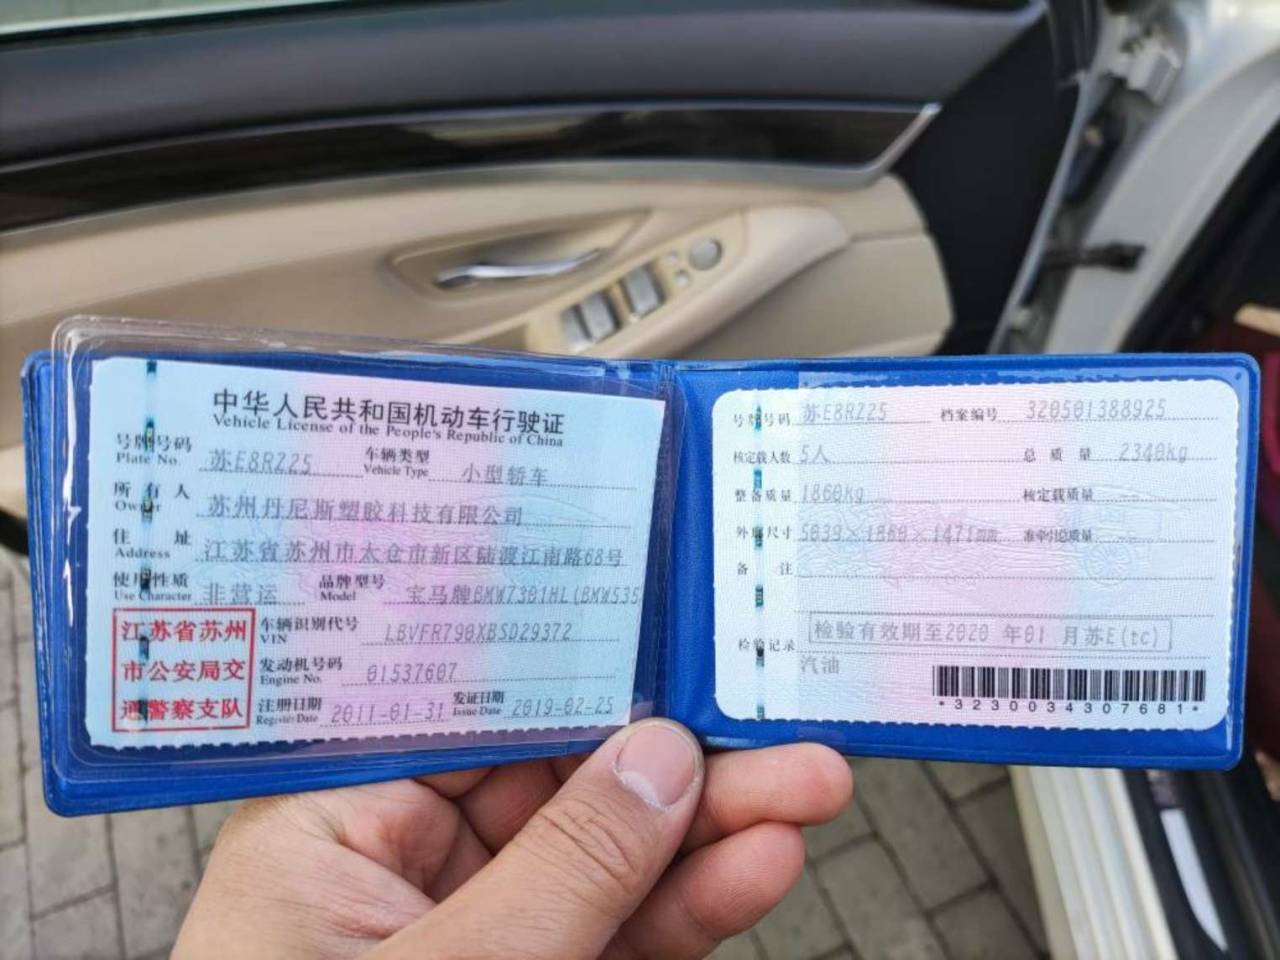 中华人民共和国机动车行驶证
Vehicle License of the People's Republic of China
号牌号码 苏E8RZ25 车辆类型 小型轿车
Plate No. Vehicle Type
所有人 苏州丹尼斯塑胶科技有限公司
Owner
住址 江苏省苏州市太仓市新区陆渡江南路68号
Address
使用性质 非营运 品牌型号 宝马牌BMW7301HL(BMW535
Use Character Model
江苏省苏州
市公安局交
通警察支队
车辆识别代号 LBVFR790XBSD29372
VIN
发动机号码 01537607
Engine No.
注册日期 2011-01-31 发证日期 2019-02-25
Register Date Issue Date
号牌号码 苏E8RZ25 档案编号 320501388925
核定载人数 5人 总质量 2340kg
整备质量 1860kg 核定载质量 --
外廓尺寸 5039×1860×1471mm 准牵引总质量 --
备注
检验记录 检验有效期至2020年01月苏E(tc)
汽油
*3230034307681*